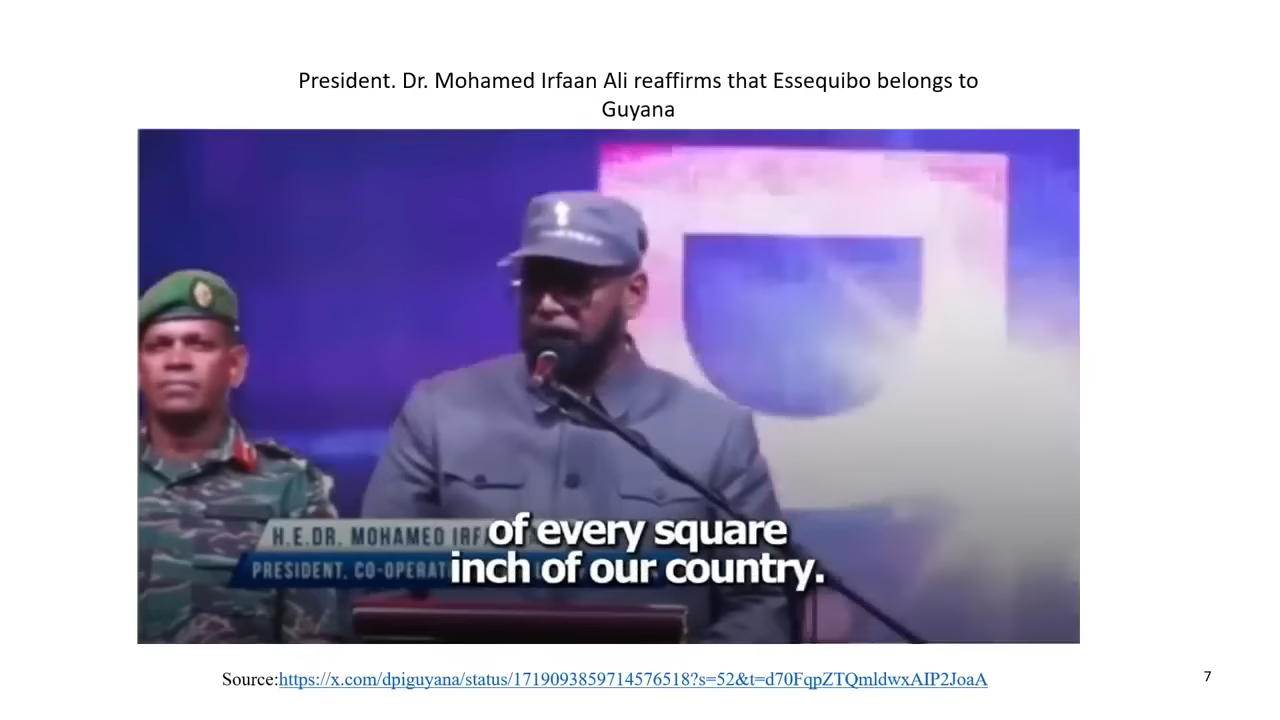 President. Dr. Mohamed Irfaan Ali reaffirms that Essequibo belongs to
Guyana
H.E.DR. MOHAMED
of every square
PRESIDENT, CO-OPERAT
inch of our country.
Source:https://x.com/dpiguyana/status/1719093859714576518?s=52&t=d70FqpZTQmldwxAIP2JoaA
7